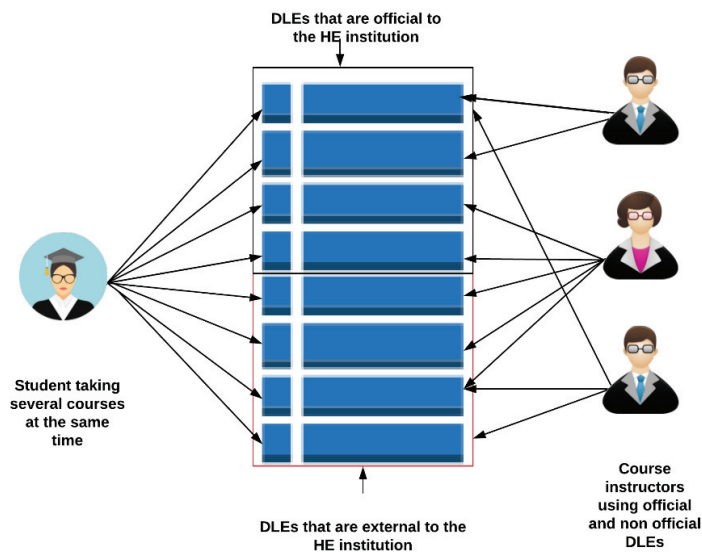 DLEs that are official to
the HE institution
Student taking
several courses
at the same
time
DLEs that are external to the
HE institution
Course
instructors
using official
and non official
DLEs